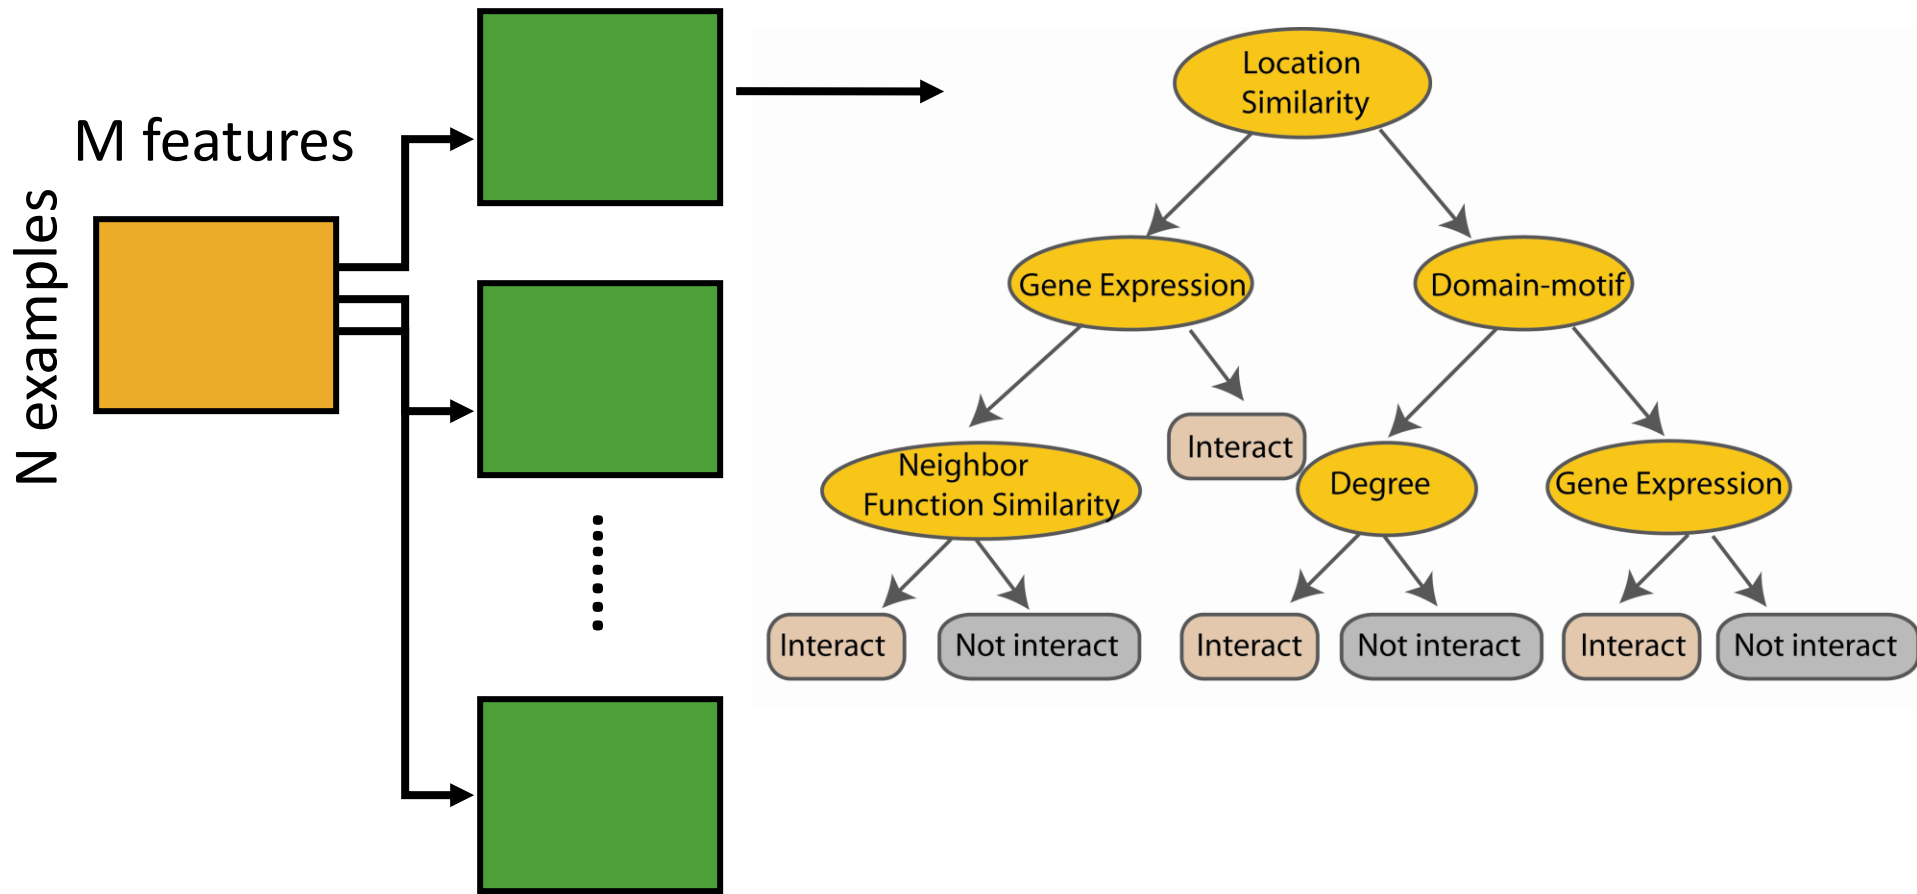 M features
N examples
Location
Similarity
Gene Expression
Domain-motif
Interact
Neighbor
Function Similarity
Degree
Gene Expression
Interact
Not interact
Interact
Not interact
Interact
Not interact